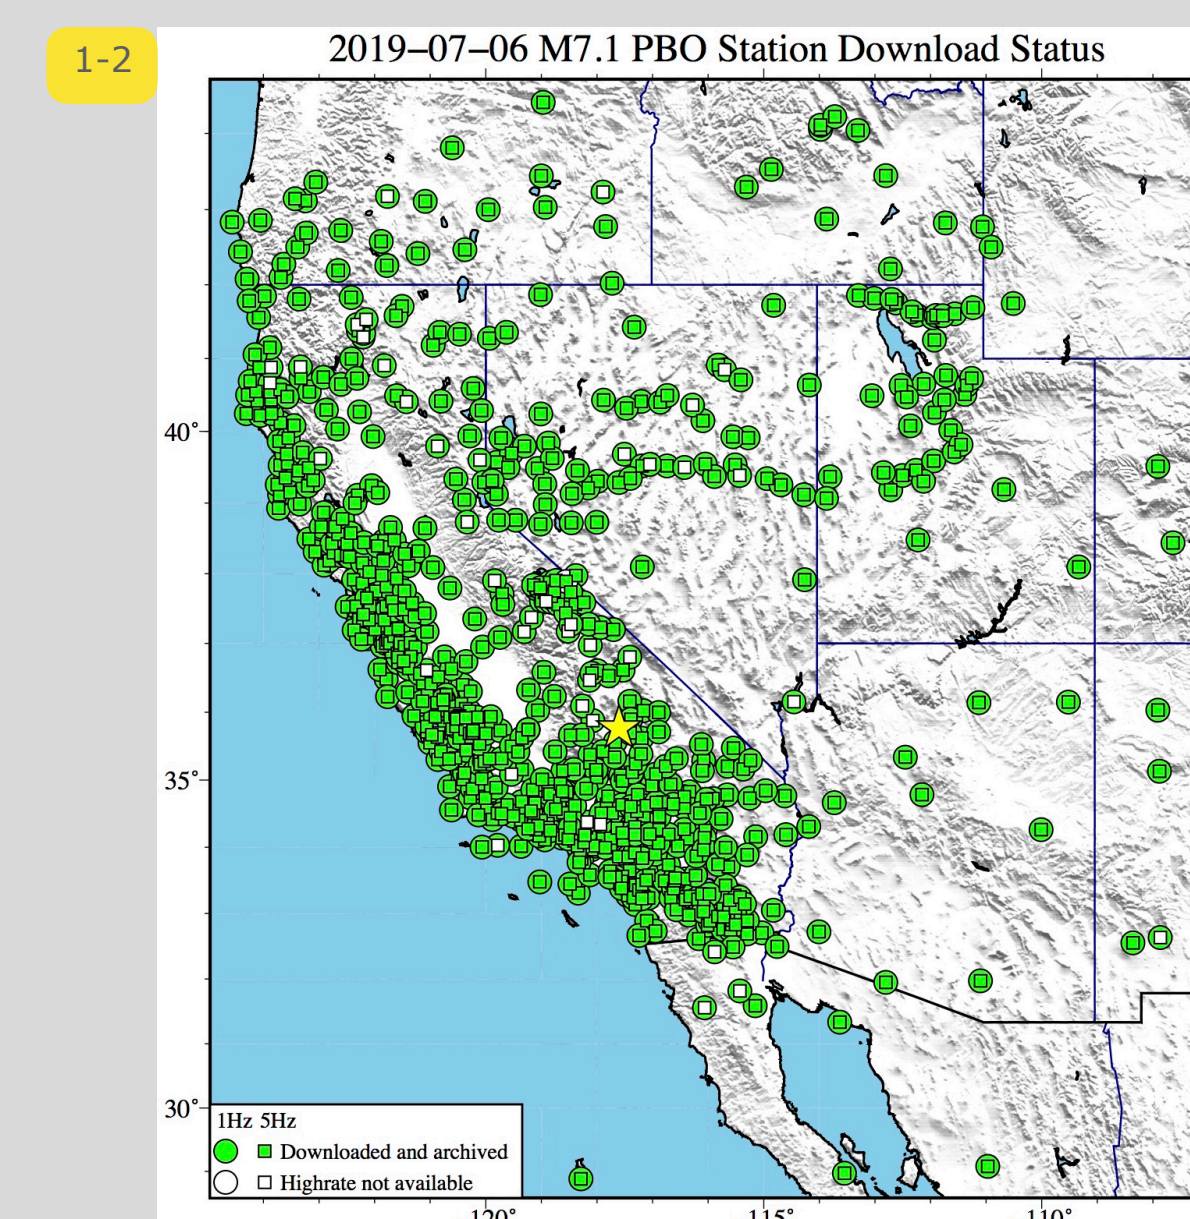 1-2
2019–07–06 M7.1 PBO Station Download Status
40°
35°
30°
1Hz 5Hz
Downloaded and archived
Highrate not available